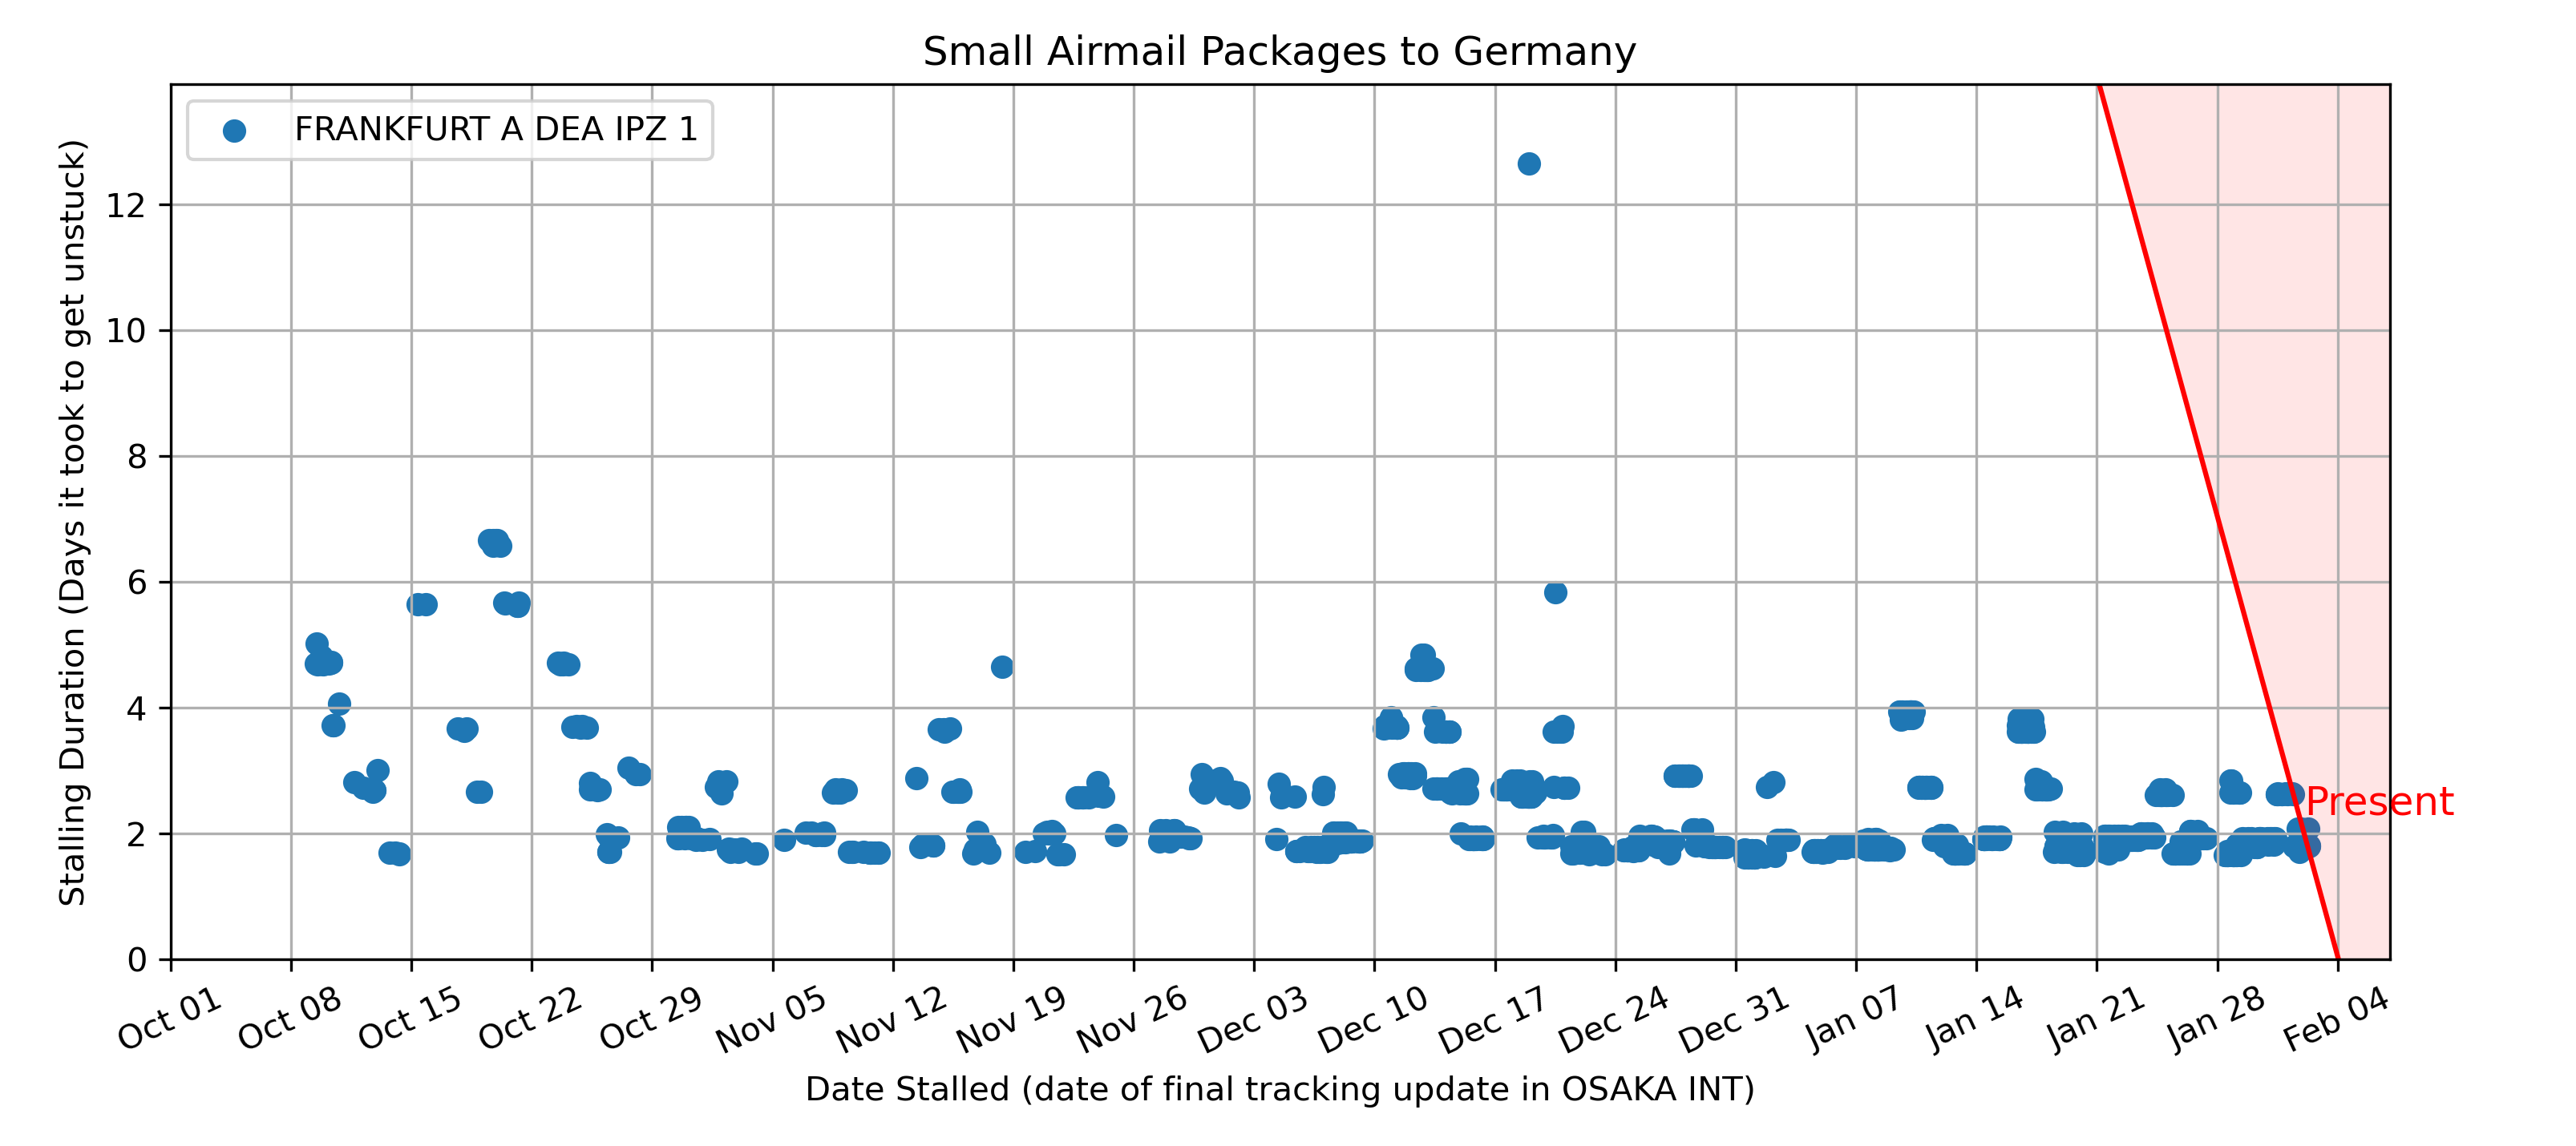 Small Airmail Packages to Germany
FRANKFURT A DEA IPZ 1
Stalling Duration (Days it took to get unstuck)
12
10
8
6
4
2
0
Present
Oct 01
Oct 08
Oct 15
Oct 22
Oct 29
Nov 05
Nov 12
Nov 19
Nov 26
Dec 03
Dec 10
Dec 17
Dec 24
Dec 31
Jan 07
Jan 14
Jan 21
Jan 28
Feb 04
Date Stalled (date of final tracking update in OSAKA INT)